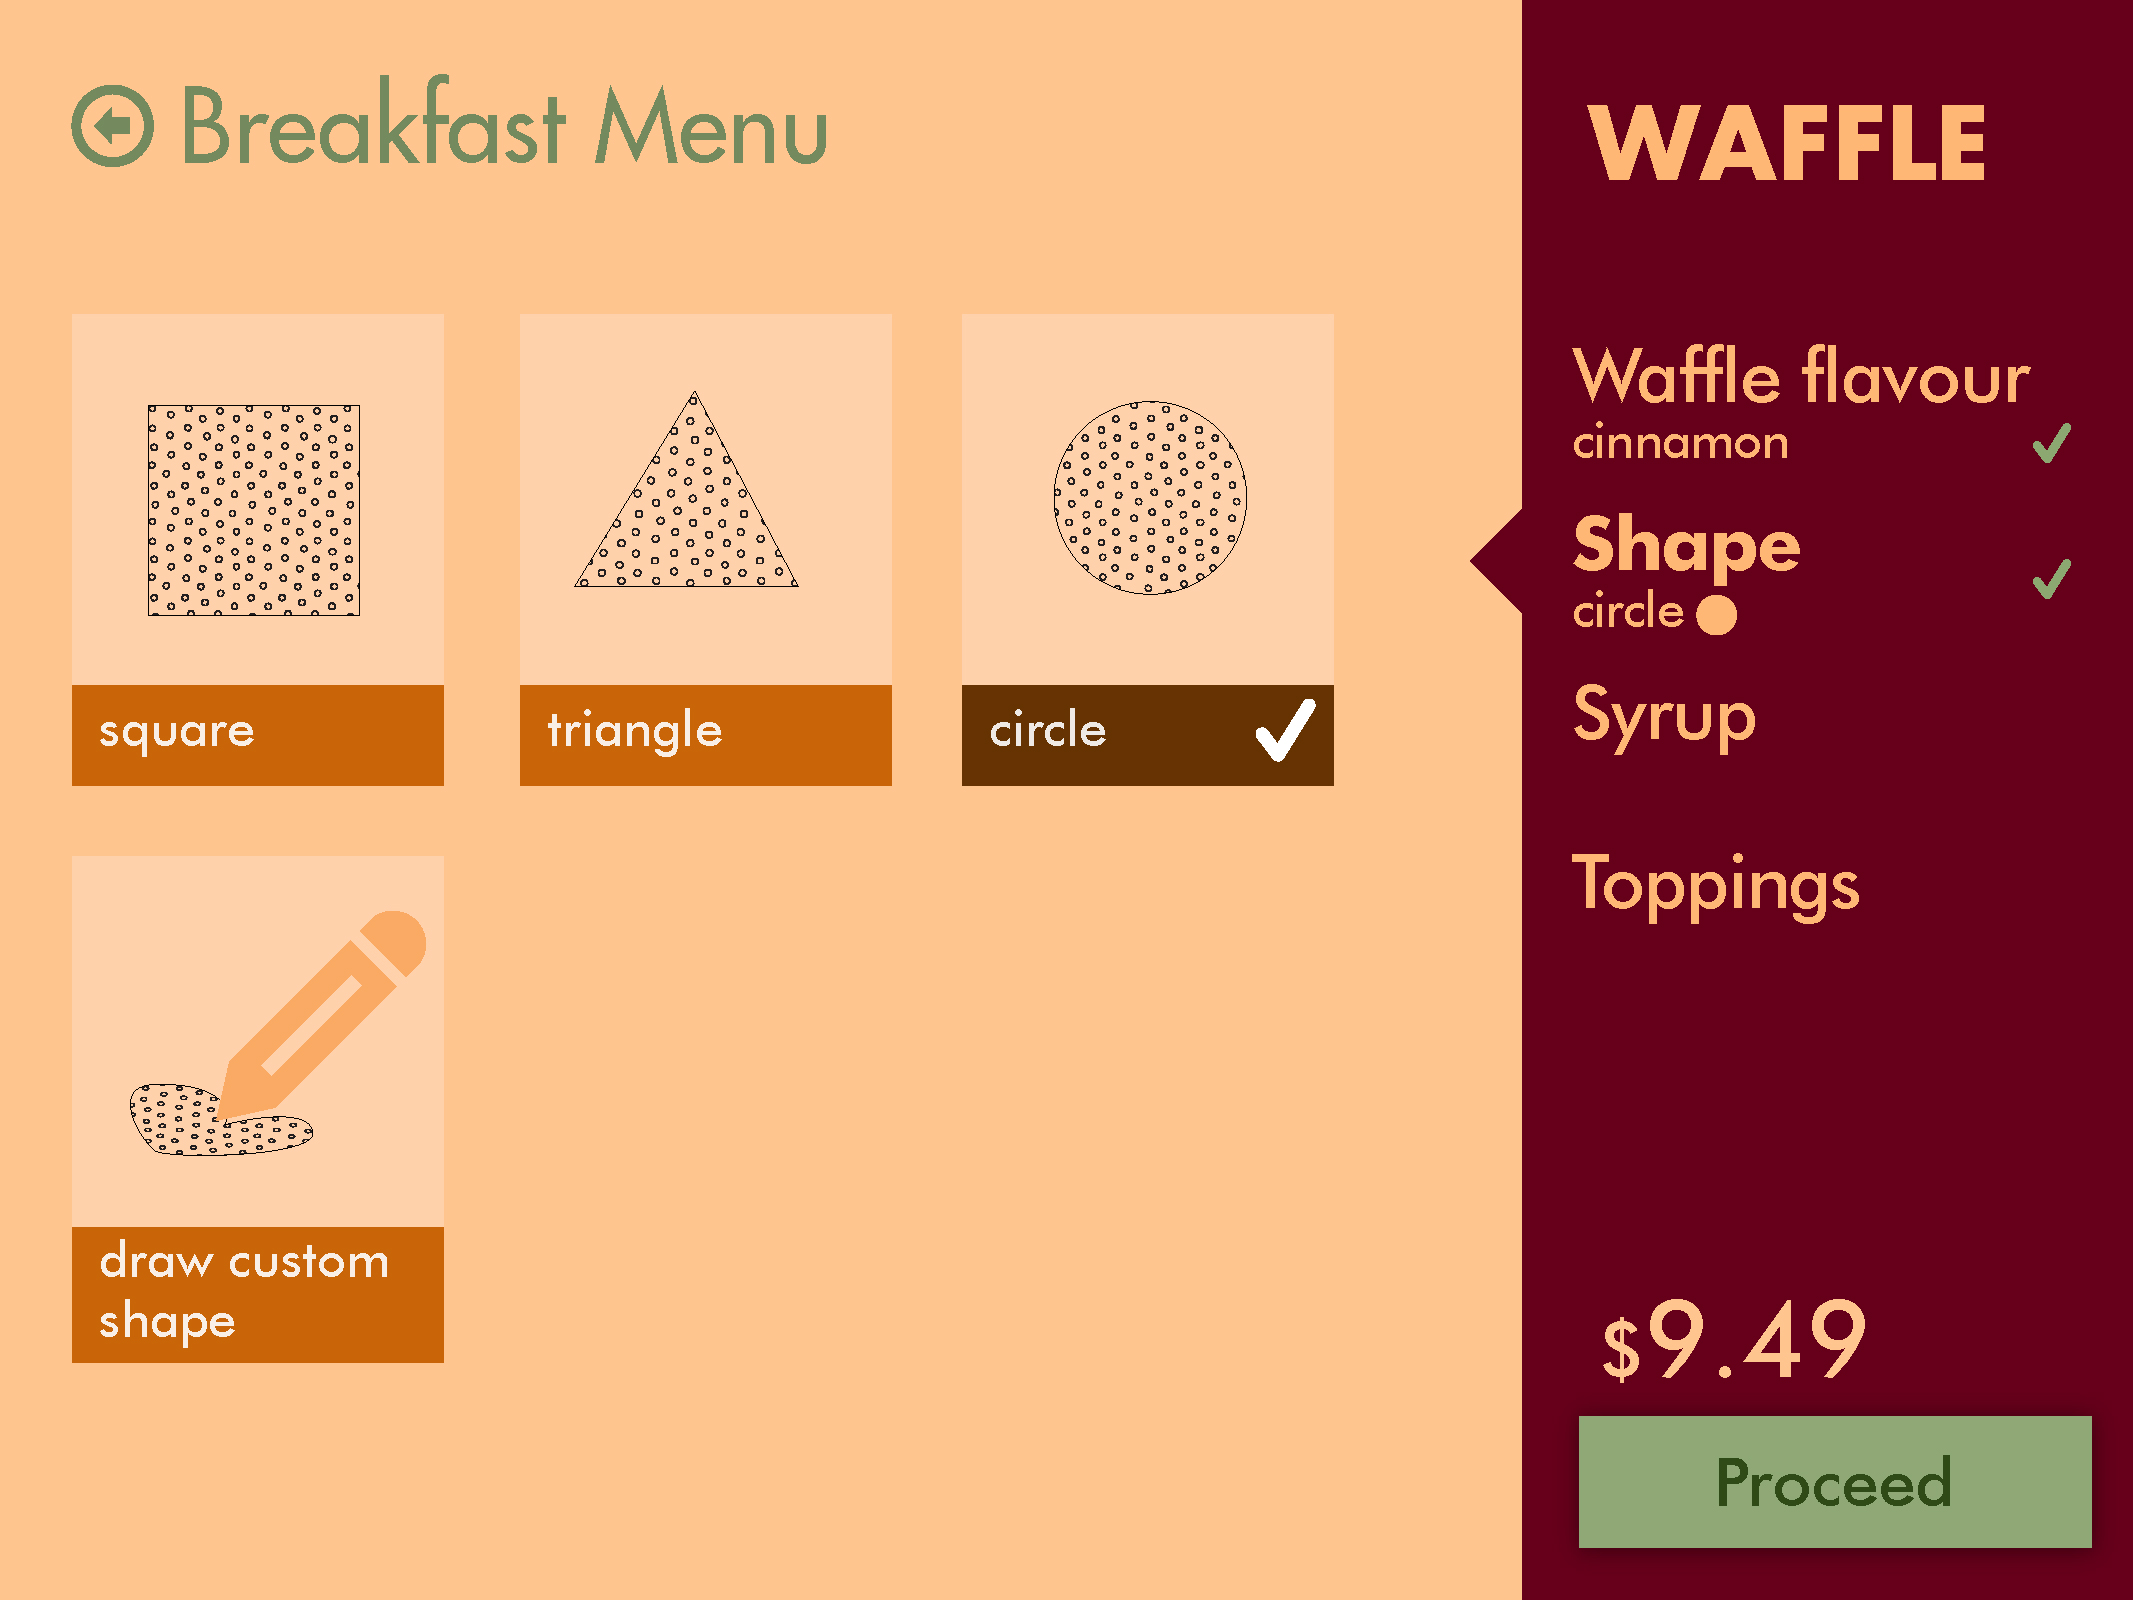 Breakfast Menu
square
triangle
circle
draw custom
shape
WAFFLE
Waffle flavour
cinnamon
Shape
circle
Syrup
Toppings
$9.49
Proceed